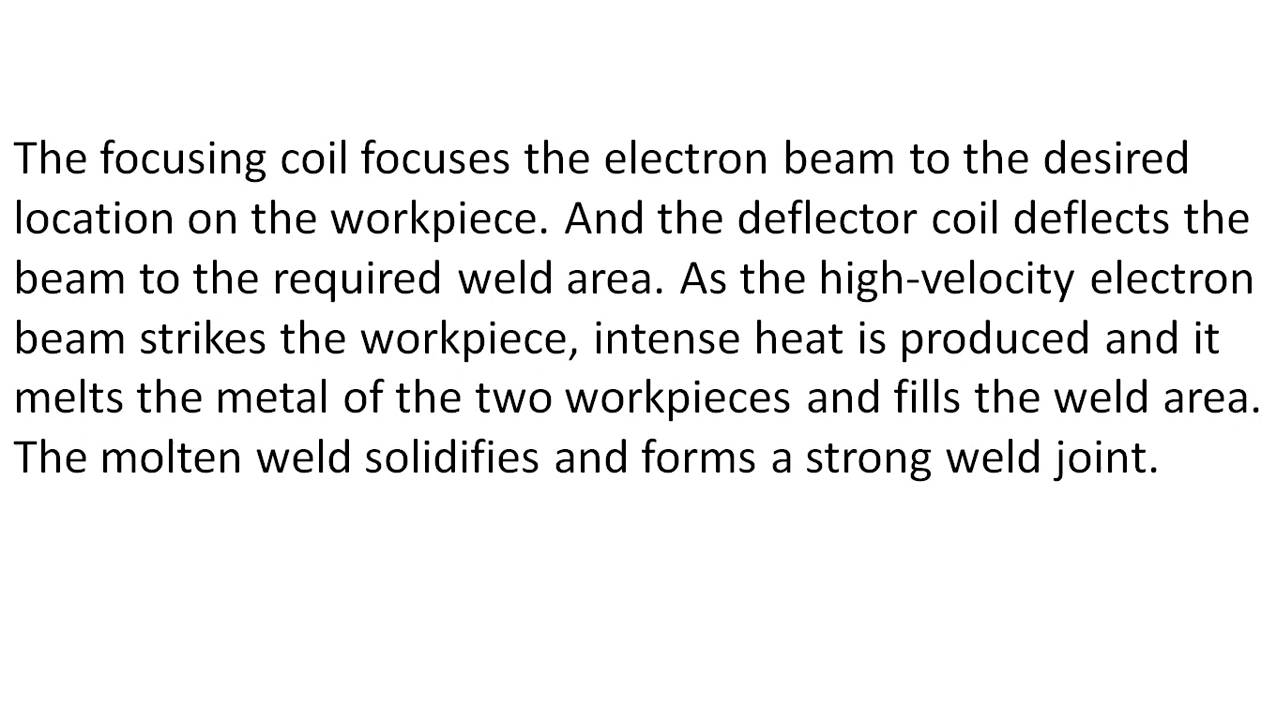 The focusing coil focuses the electron beam to the desired
location on the workpiece. And the deflector coil deflects the
beam to the required weld area. As the high-velocity electron
beam strikes the workpiece, intense heat is produced and it
melts the metal of the two workpieces and fills the weld area.
The molten weld solidifies and forms a strong weld joint.